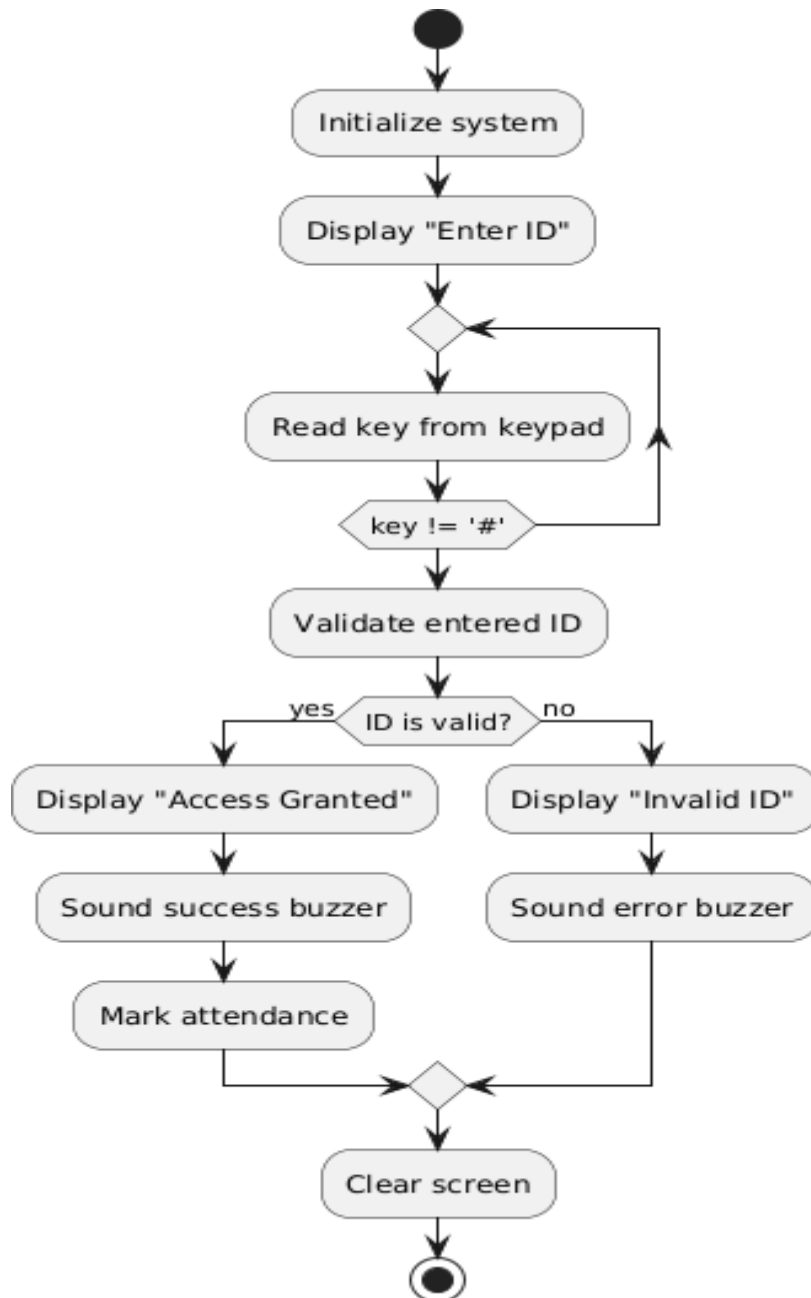 Initialize system
Display "Enter ID"
Read key from keypad
key != '#'
Validate entered ID
yes
ID is valid?
no
Display "Access Granted"
Display "Invalid ID"
Sound success buzzer
Sound error buzzer
Mark attendance
Clear screen